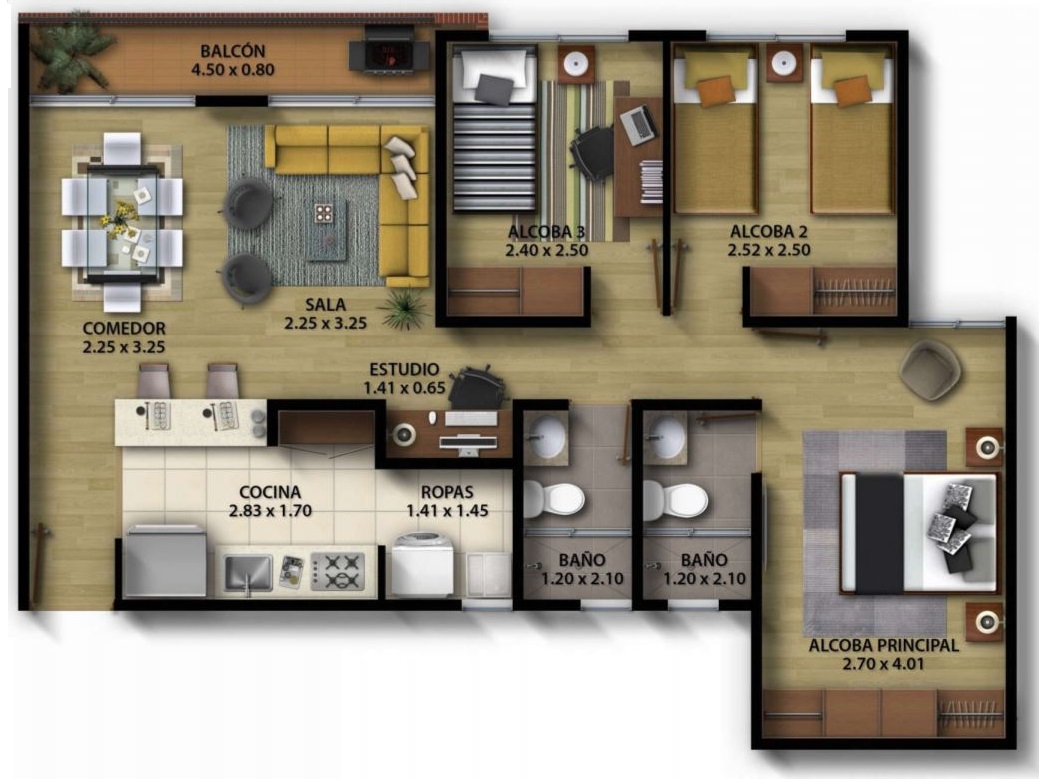 BALCÓN
4.50 x 0.80
ALCOBA 3
2.40 x 2.50
ALCOBA 2
2.52 x 2.50
SALA
2.25 x 3.25
COMEDOR
2.25 x 3.25
ESTUDIO
1.41 x 0.65
COCINA
2.83 x 1.70
ROPAS
1.41 x 1.45
BAÑO
1.20 x 2.10
BAÑO
1.20 x 2.10
ALCOBA PRINCIPAL
2.70 x 4.01